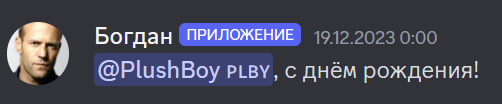 Богдан ПРИЛОЖЕНИЕ 19.12.2023 0:00
@PlushBoy PLBY, с днём рождения!